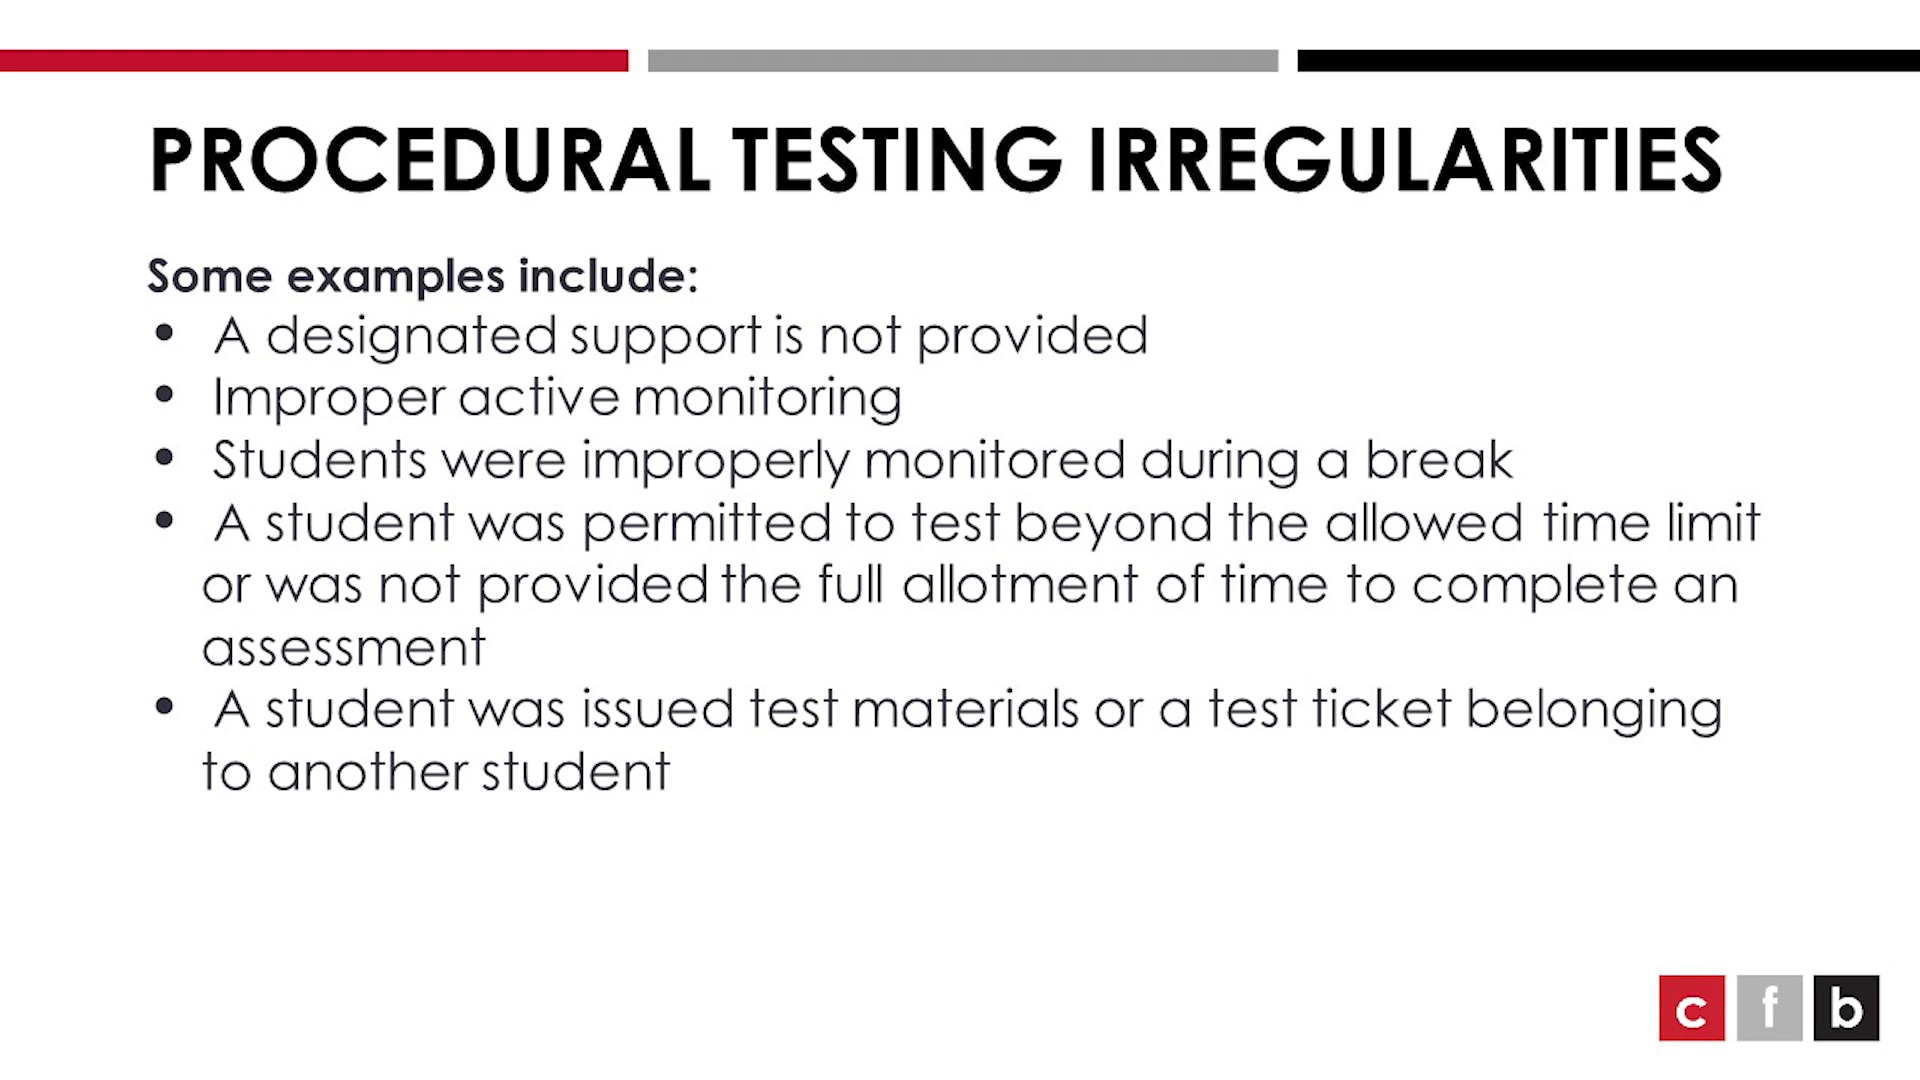 PROCEDURAL TESTING IRREGULARITIES
Some examples include:
• A designated support is not provided
• Improper active monitoring
• Students were improperly monitored during a break
• A student was permitted to test beyond the allowed time limit
or was not provided the full allotment of time to complete an
assessment
• A student was issued test materials or a test ticket belonging
to another student
c f b